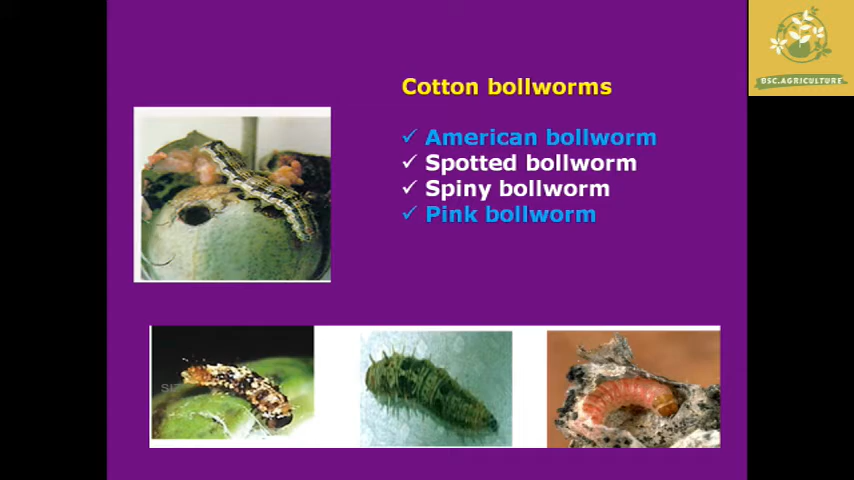 BSC.AGRICULTURE
Cotton bollworms
✓ American bollworm
✓ Spotted bollworm
✓ Spiny bollworm
✓ Pink bollworm